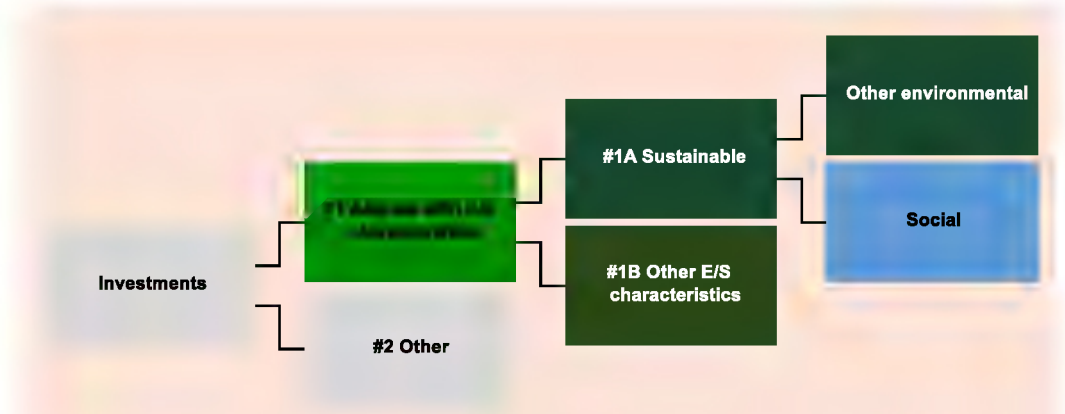 Other environmental
#1A Sustainable
Social
#1B Other E/S
characteristics
Investments
#2 Other